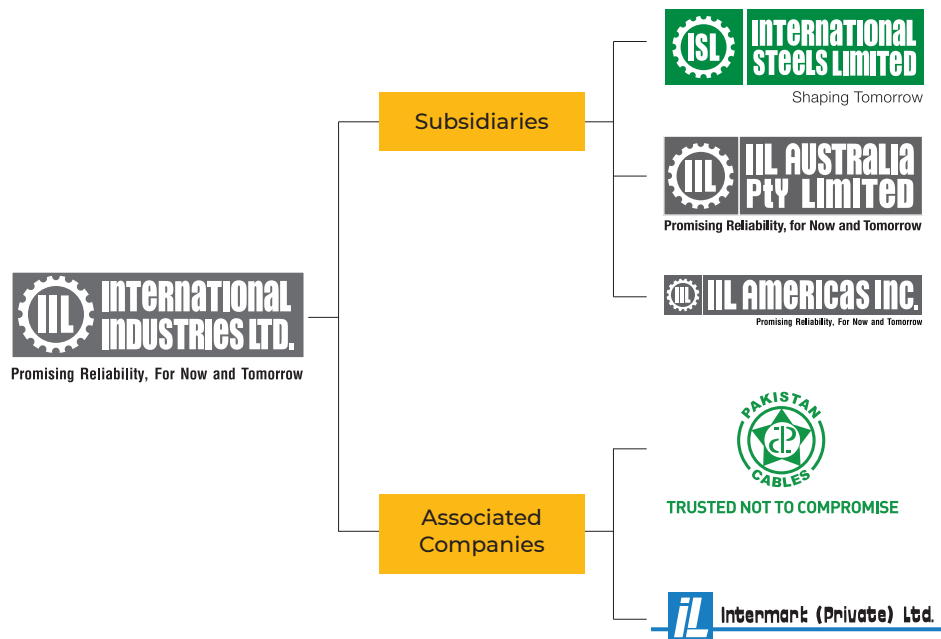 IIL
INTERNATIONAL
INDUSTRIES LTD.
Promising Reliability, For Now and Tomorrow
Subsidiaries
ISL
INTERNATIONAL
STEELS LIMITED
Shaping Tomorrow
IIL
IIL AUSTRALIA
PtY LIMITED
Promising Reliability, for Now and Tomorrow
IIL
IIL AMERICAS INC.
Promising Reliability, For Now and Tomorrow
Associated
Companies
PAKISTAN
CABLES
TRUSTED NOT TO COMPROMISE
iL
Intermark (Private) Ltd.